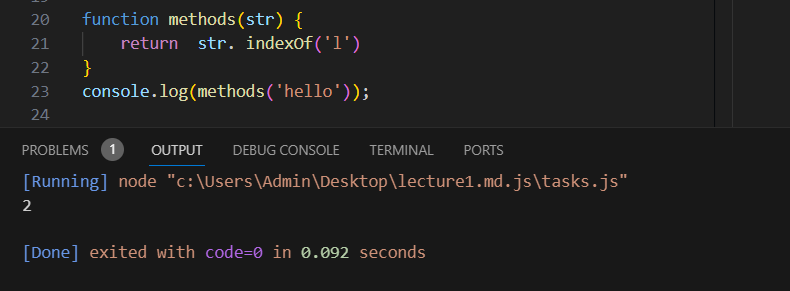 20 function methods(str) {
21 return  str. indexOf('l')
22 }
23 console.log(methods('hello'));
24
PROBLEMS 1 OUTPUT DEBUG CONSOLE TERMINAL PORTS
[Running] node "c:\Users\Admin\Desktop\lecture1.md.js\tasks.js"
2
[Done] exited with code=0 in 0.092 seconds